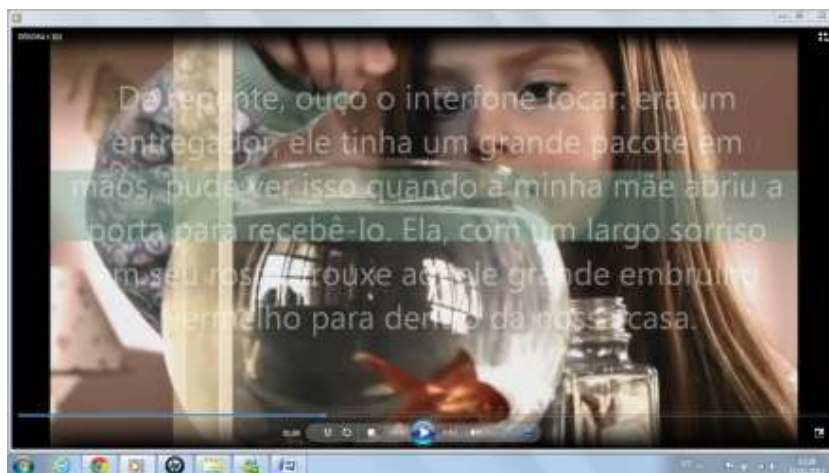 De repente, ouço o interfone tocar: era um
entregador, ele tinha um grande pacote em
mãos, pude ver isso quando a minha mãe abriu a
porta para recebê-lo. Ela, com um largo sorriso
em seu rosto, trouxe aquele grande embrulho
vermelho para dentro da nossa casa.